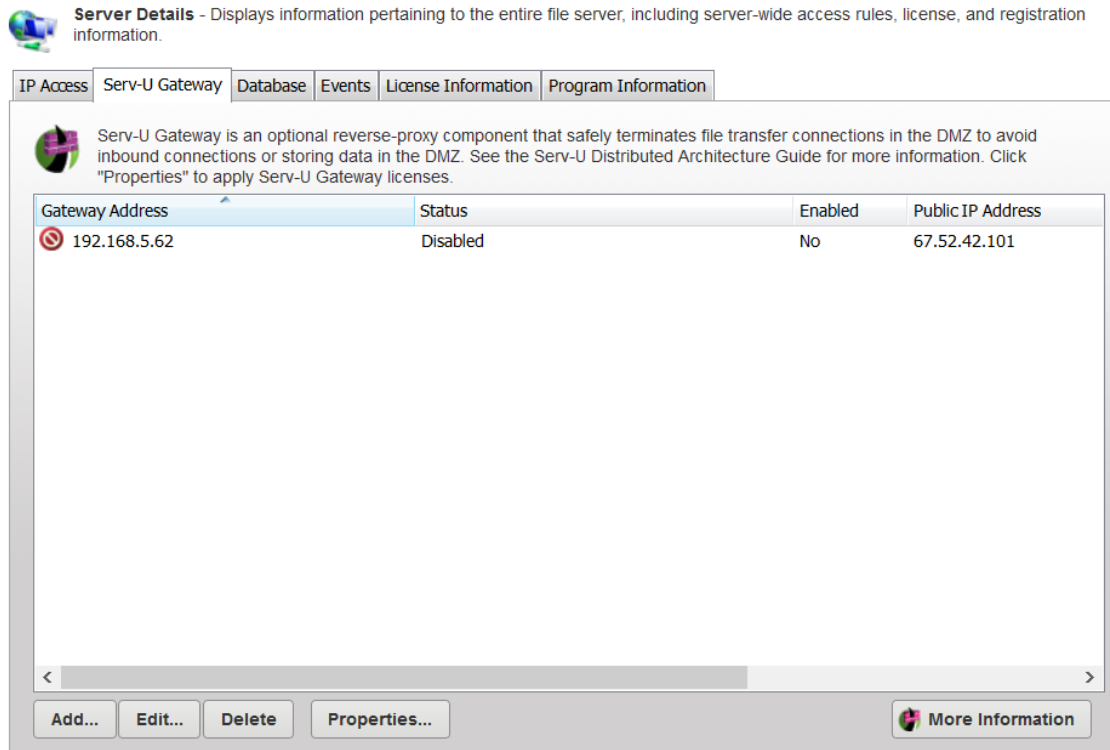 Server Details - Displays information pertaining to the entire file server, including server-wide access rules, license, and registration
information.
IP Access Serv-U Gateway Database Events License Information Program Information
Serv-U Gateway is an optional reverse-proxy component that safely terminates file transfer connections in the DMZ to avoid
inbound connections or storing data in the DMZ. See the Serv-U Distributed Architecture Guide for more information. Click
"Properties" to apply Serv-U Gateway licenses.
Gateway Address Status Enabled Public IP Address
192.168.5.62 Disabled No 67.52.42.101
Add... Edit... Delete Properties... More Information